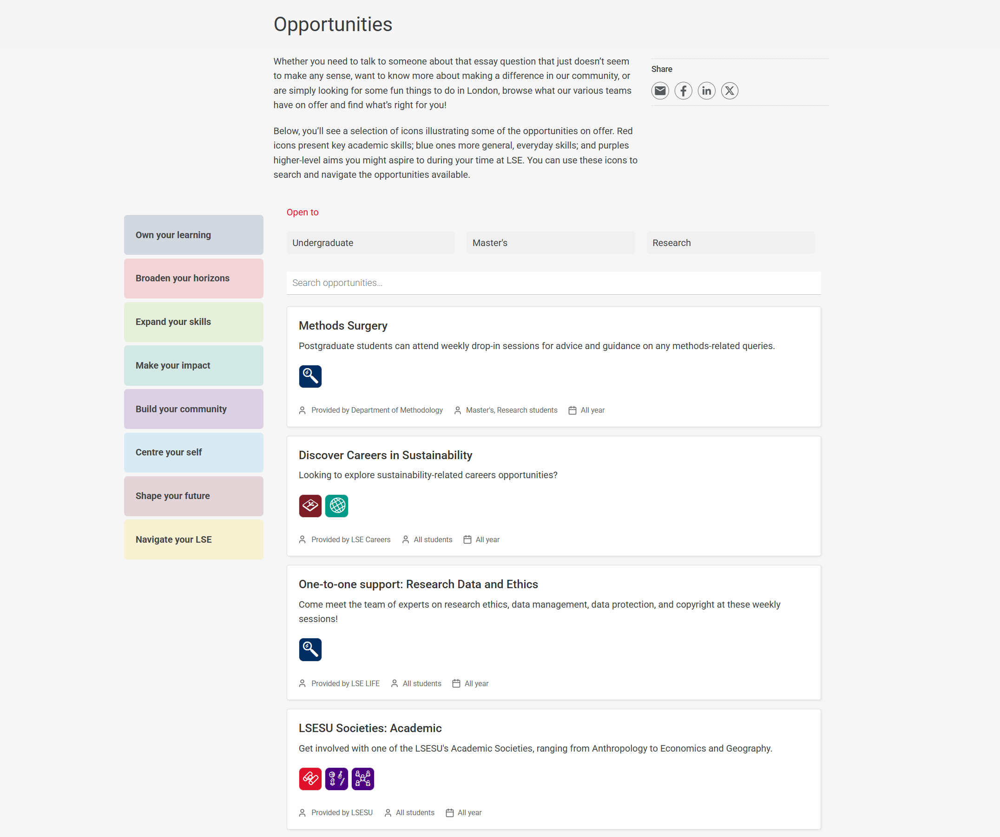 Opportunities
Whether you need to talk to someone about that essay question that just doesn’t seem
to make any sense, want to know more about making a difference in our community, or
are simply looking for some fun things to do in London, browse what our various teams
have on offer and find what’s right for you!
Share
Below, you’ll see a selection of icons illustrating some of the opportunities on offer. Red
icons present key academic skills; blue ones more general, everyday skills; and purples
higher-level aims you might aspire to during your time at LSE. You can use these icons to
search and navigate the opportunities available.
Own your learning
Broaden your horizons
Expand your skills
Make your impact
Build your community
Centre your self
Shape your future
Navigate your LSE
Open to
Undergraduate
Master's
Research
Search opportunities...
Methods Surgery
Postgraduate students can attend weekly drop-in sessions for advice and guidance on any methods-related queries.
Provided by Department of Methodology Master's, Research students All year
Discover Careers in Sustainability
Looking to explore sustainability-related careers opportunities?
Provided by LSE Careers All students All year
One-to-one support: Research Data and Ethics
Come meet the team of experts on research ethics, data management, data protection, and copyright at these weekly
sessions!
Provided by LSE LIFE All students All year
LSESU Societies: Academic
Get involved with one of the LSESU's Academic Societies, ranging from Anthropology to Economics and Geography.
Provided by LSESU All students All year